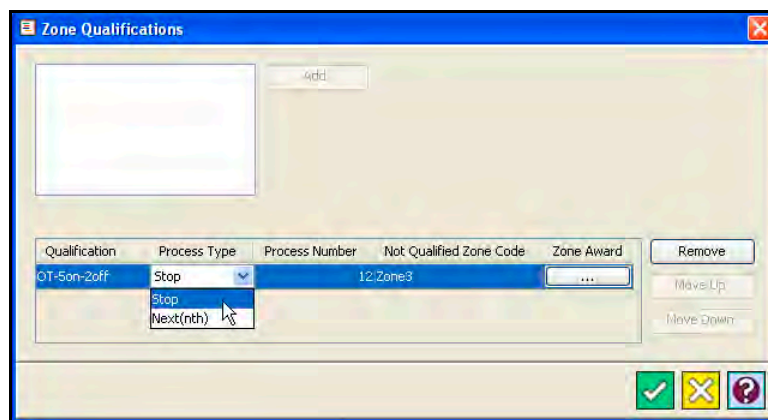 Zone Qualifications
Add
Qualification Process Type Process Number Not Qualified Zone Code Zone Award Remove
OT-5on-2off Stop 12 Zone3 ...
Move Up
Stop
Next(nth)
Move Down